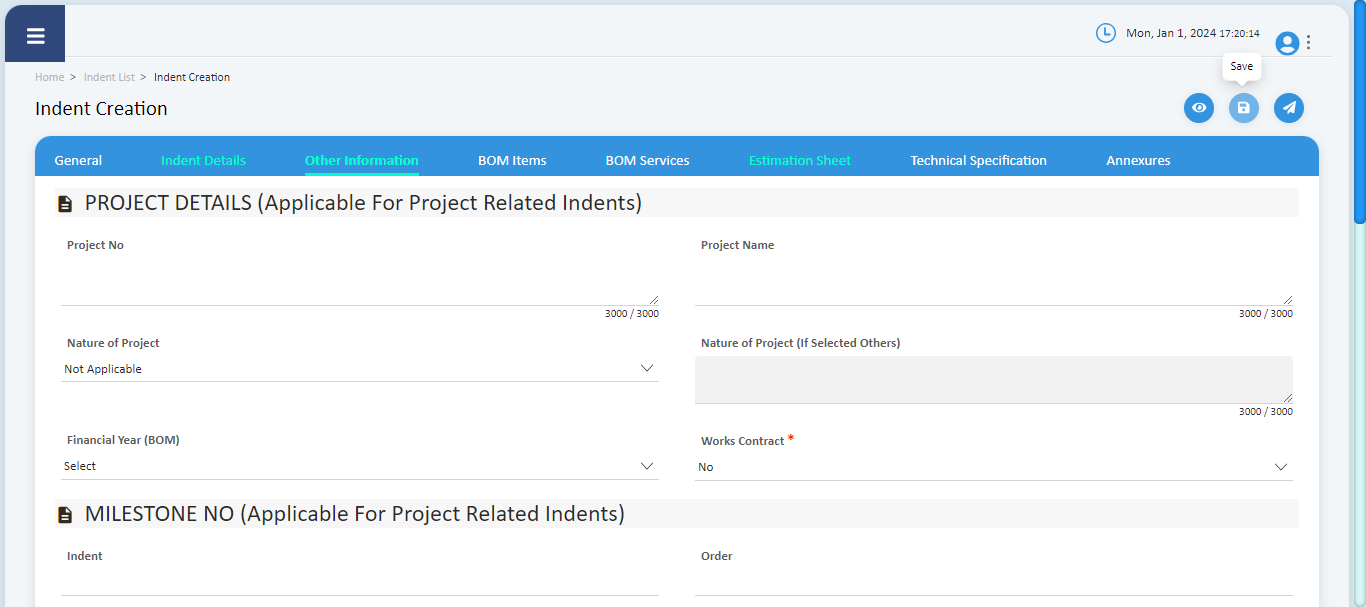 Mon, Jan 1, 2024 17:20:14
Home > Indent List > Indent Creation
Save
Indent Creation
General Indent Details Other Information BOM Items BOM Services Estimation Sheet Technical Specification Annexures
PROJECT DETAILS (Applicable For Project Related Indents)
Project No Project Name
3000 / 3000 3000 / 3000
Nature of Project Nature of Project (If Selected Others)
Not Applicable
3000 / 3000
Financial Year (BOM) Works Contract *
Select No
MILESTONE NO (Applicable For Project Related Indents)
Indent Order